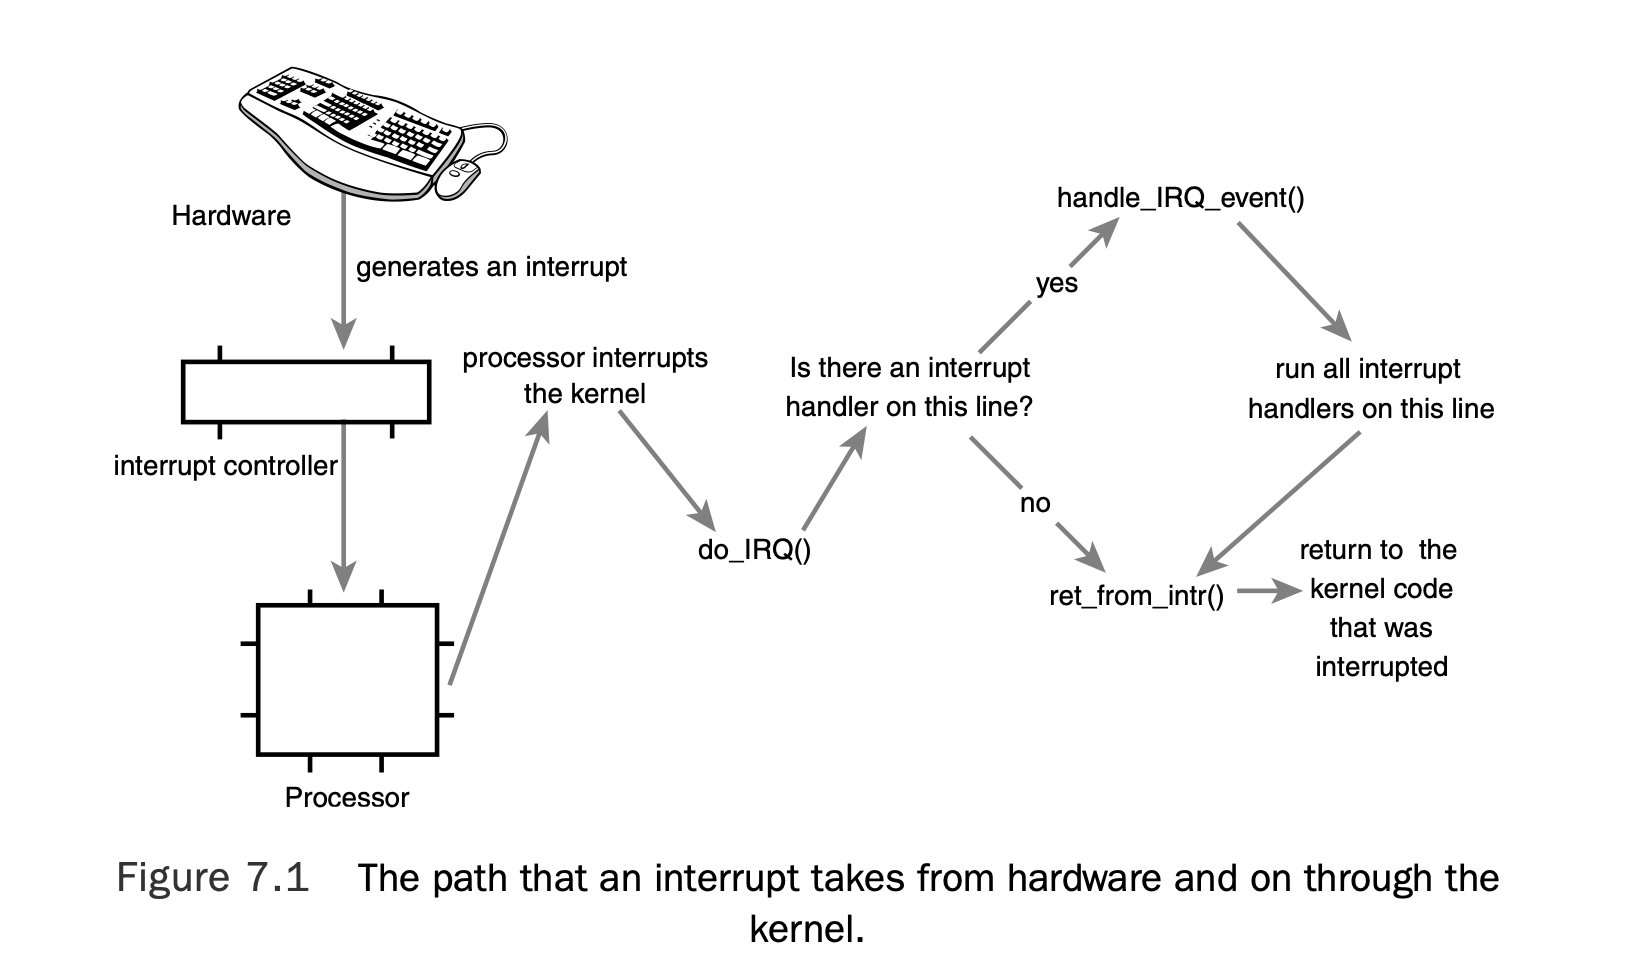 Hardware
generates an interrupt
interrupt controller
Processor
processor interrupts
the kernel
do_IRQ()
Is there an interrupt
handler on this line?
yes
handle_IRQ_event()
run all interrupt
handlers on this line
no
ret_from_intr()
return to the
kernel code
that was
interrupted
Figure 7.1 The path that an interrupt takes from hardware and on through the
kernel.